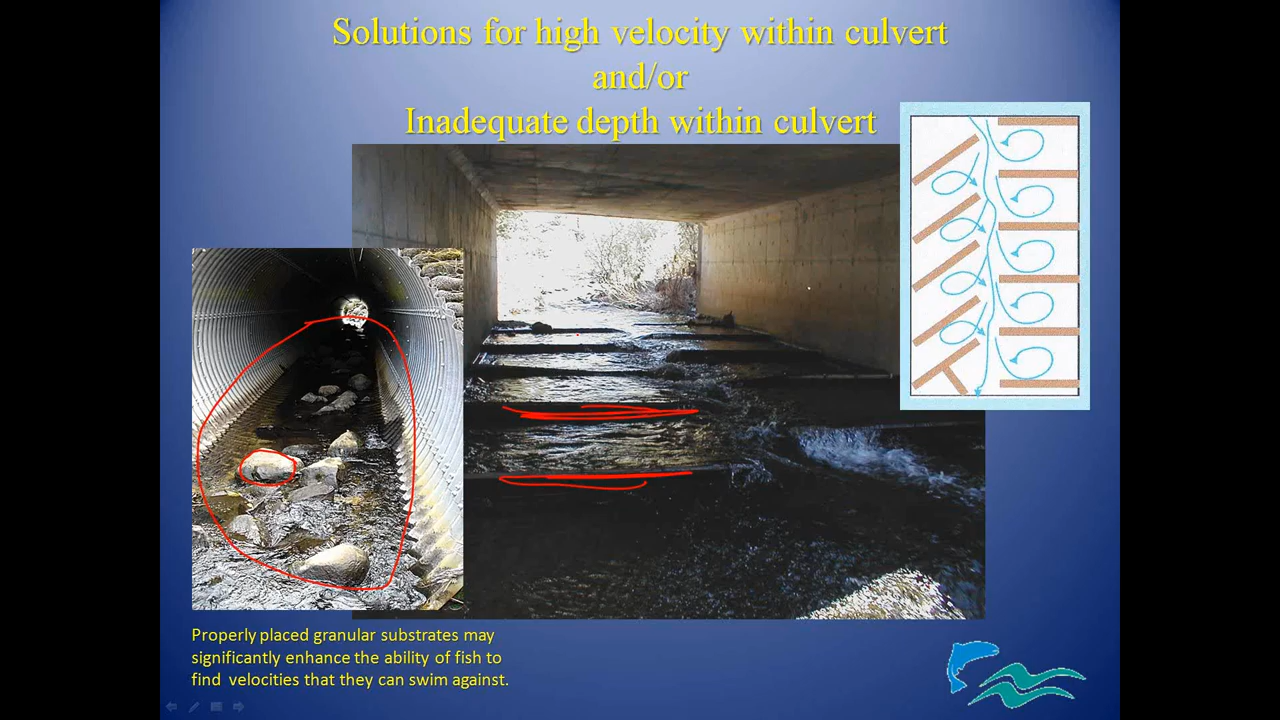 Solutions for high velocity within culvert
and/or
Inadequate depth within culvert
Properly placed granular substrates may
significantly enhance the ability of fish to
find velocities that they can swim against.